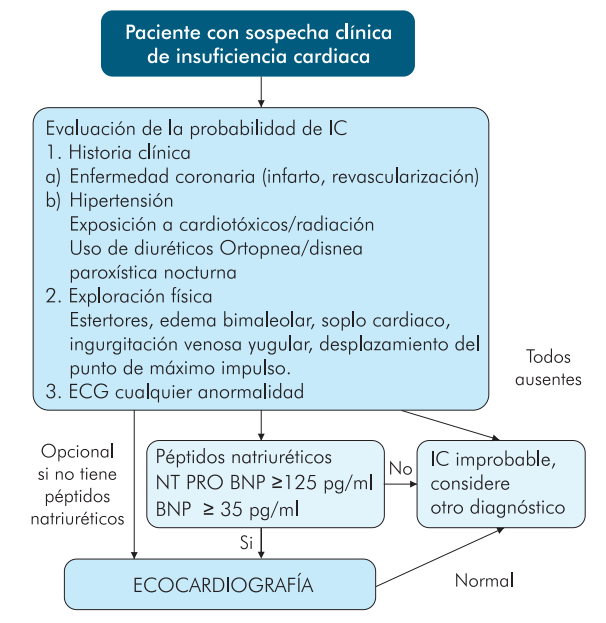 Paciente con sospecha clínica
de insuficiencia cardiaca
Evaluación de la probabilidad de IC
1. Historia clínica
a) Enfermedad coronaria (infarto, revascularización)
b) Hipertensión
Exposición a cardiotóxicos/radiación
Uso de diuréticos Ortopnea/disnea
paroxística nocturna
2. Exploración física
Estertores, edema bimaleolar, soplo cardiaco,
ingurgitación venosa yugular, desplazamiento del
punto de máximo impulso.
3. ECG cualquier anormalidad
Todos
ausentes
Opcional
si no tiene
péptidos
natriuréticos
Péptidos natriuréticos
NT PRO BNP ≥125 pg/ml
BNP ≥ 35 pg/ml
No
IC improbable,
considere
otro diagnóstico
Si
ECOCARDIOGRAFÍA
Normal